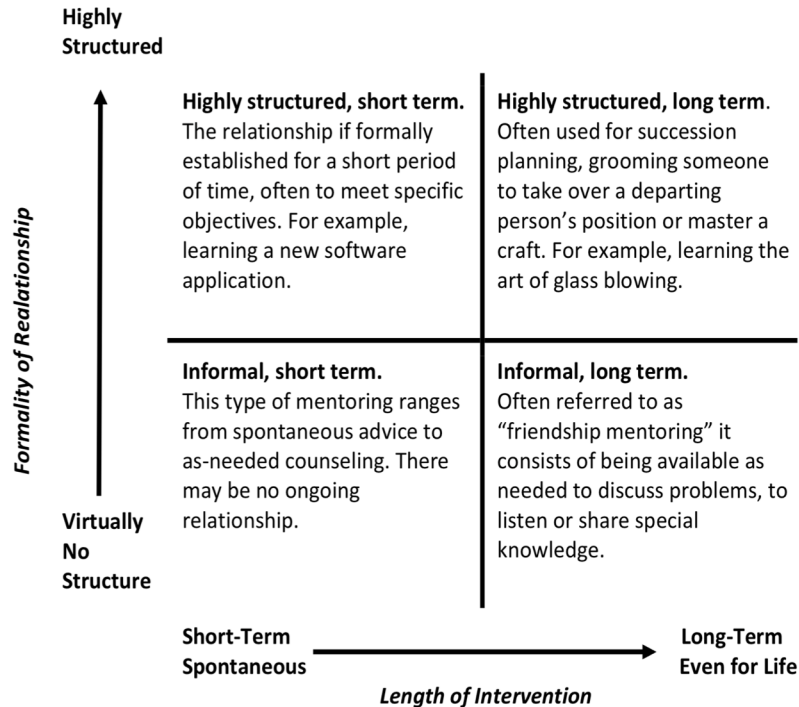 Highly
Structured
Highly structured, short term.
The relationship if formally
established for a short period
of time, often to meet specific
objectives. For example,
learning a new software
application.
Highly structured, long term.
Often used for succession
planning, grooming someone
to take over a departing
person's position or master a
craft. For example, learning the
art of glass blowing.
Formality of Realationship
Informal, short term.
This type of mentoring ranges
from spontaneous advice to
as-needed counseling. There
may be no ongoing
relationship.
Informal, long term.
Often referred to as
“friendship mentoring” it
consists of being available as
needed to discuss problems, to
listen or share special
knowledge.
Virtually
No
Structure
Short-Term
Spontaneous
Long-Term
Even for Life
Length of Intervention